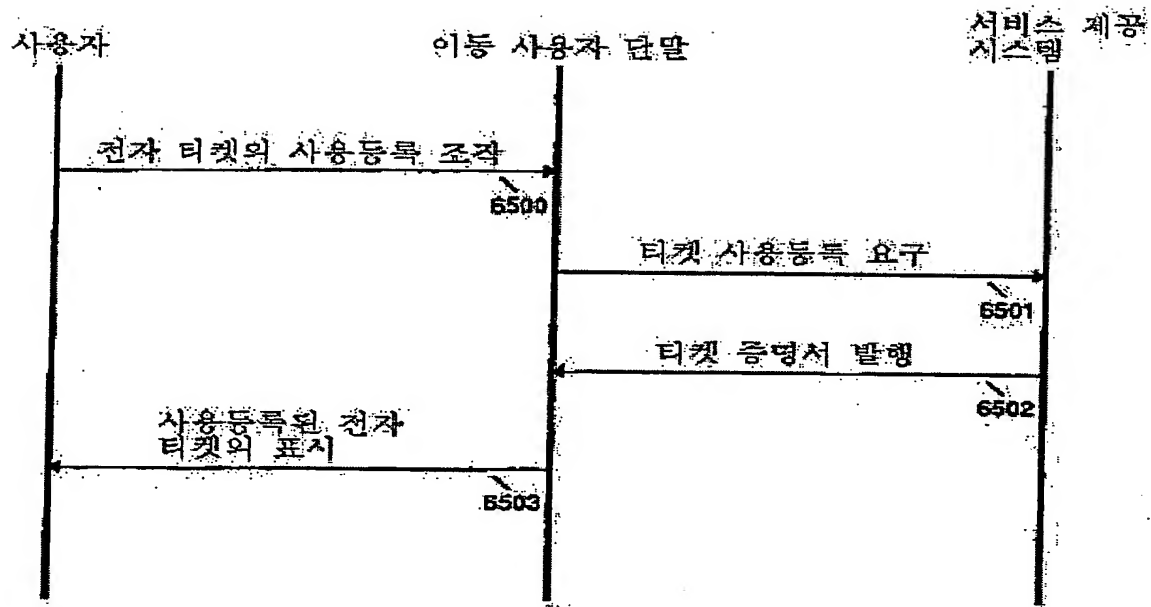 사용자
이동 사용자 단말
서비스 제공
시스템
전자 티켓의 사용등록 조작
6500
티켓 사용등록 요구
6501
티켓 증명서 발행
6502
사용등록된 전자
티켓의 표시
6503